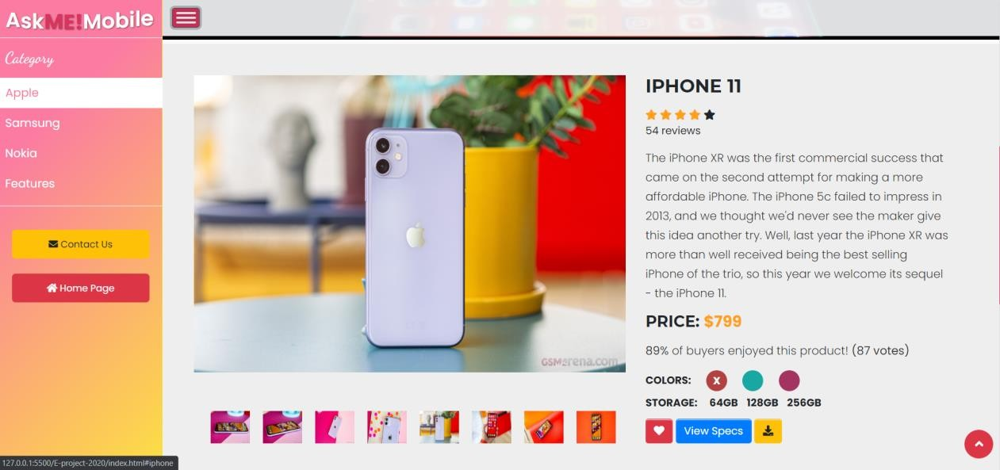 AskME!Mobile
Category
Apple
Samsung
Nokia
Features
Contact Us
Home Page
127.0.0.1:5500/E-project-2020/index.html#iphone
GSMarena.com
IPHONE 11
54 reviews
The iPhone XR was the first commercial success that
came on the second attempt for making a more
affordable iPhone. The iPhone 5c failed to impress in
2013, and we thought we'd never see the maker give
this idea another try. Well, last year the iPhone XR was
more than well received being the best selling
iPhone of the trio, so this year we welcome its sequel
- the iPhone 11.
PRICE: $799
89% of buyers enjoyed this product! (87 votes)
COLORS: X
STORAGE: 64GB 128GB 256GB
View Specs